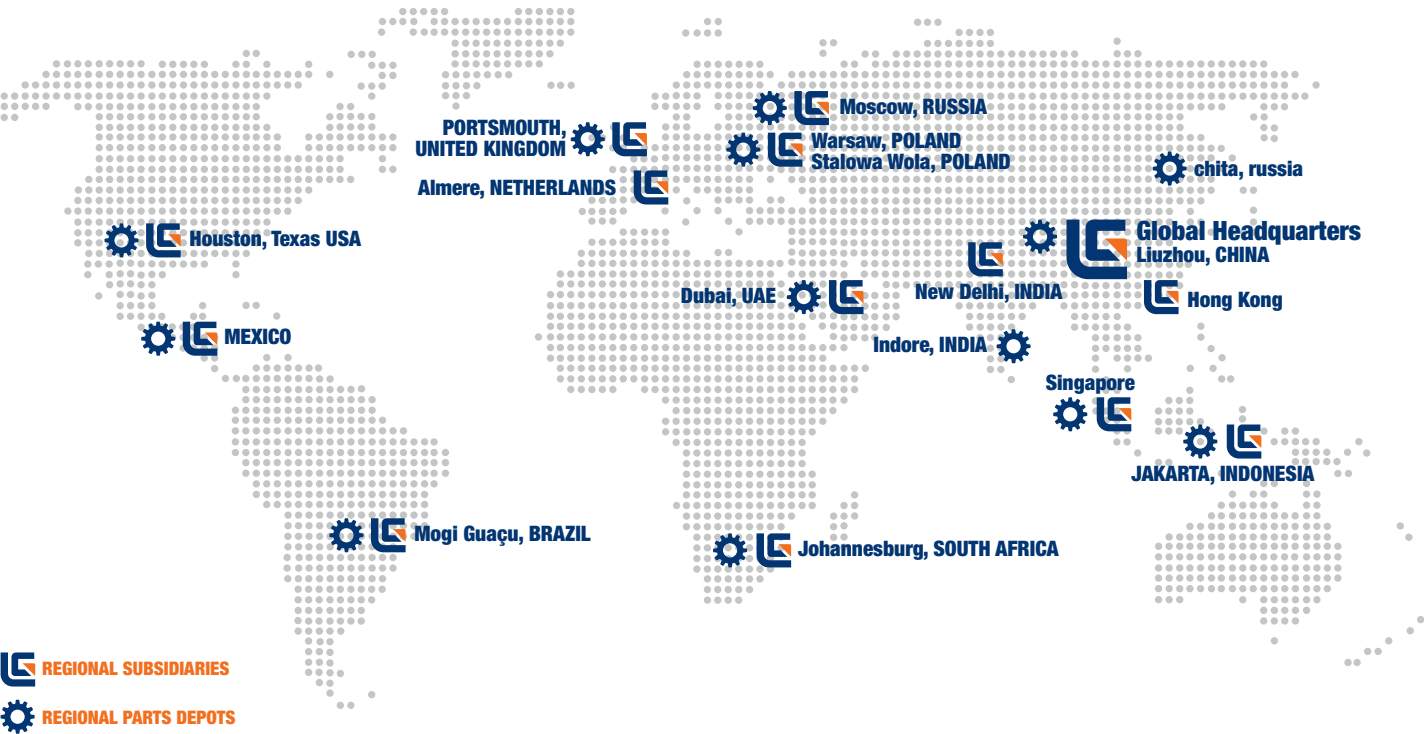 Moscow, RUSSIA
PORTSMOUTH,
UNITED KINGDOM
Warsaw, POLAND
Stalowa Wola, POLAND
chita, russia
Almere, NETHERLANDS
Houston, Texas USA
Global Headquarters
Liuzhou, CHINA
New Delhi, INDIA
Dubai, UAE
Hong Kong
MEXICO
Indore, INDIA
Singapore
JAKARTA, INDONESIA
Mogi Guaçu, BRAZIL
Johannesburg, SOUTH AFRICA
REGIONAL SUBSIDIARIES
REGIONAL PARTS DEPOTS